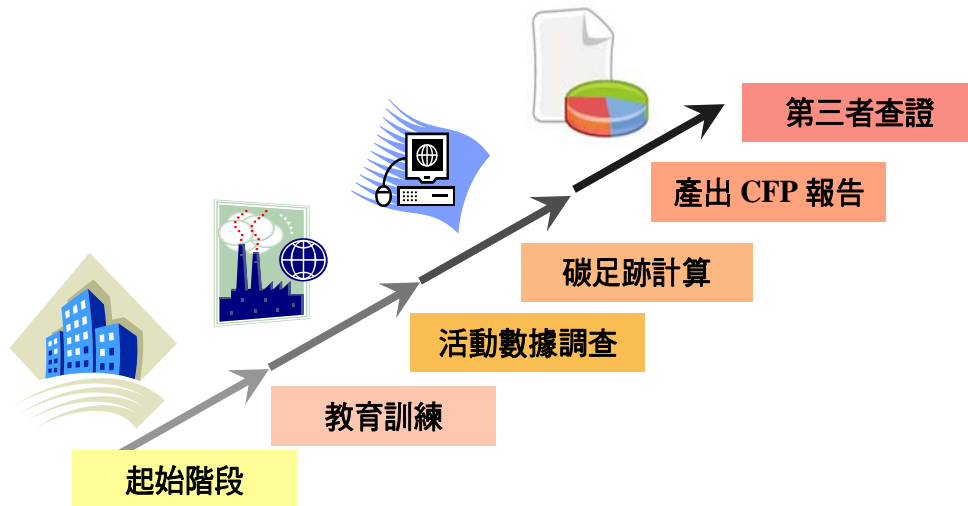 第三者查證
產出 CFP 報告
碳足跡計算
活動數據調查
教育訓練
起始階段